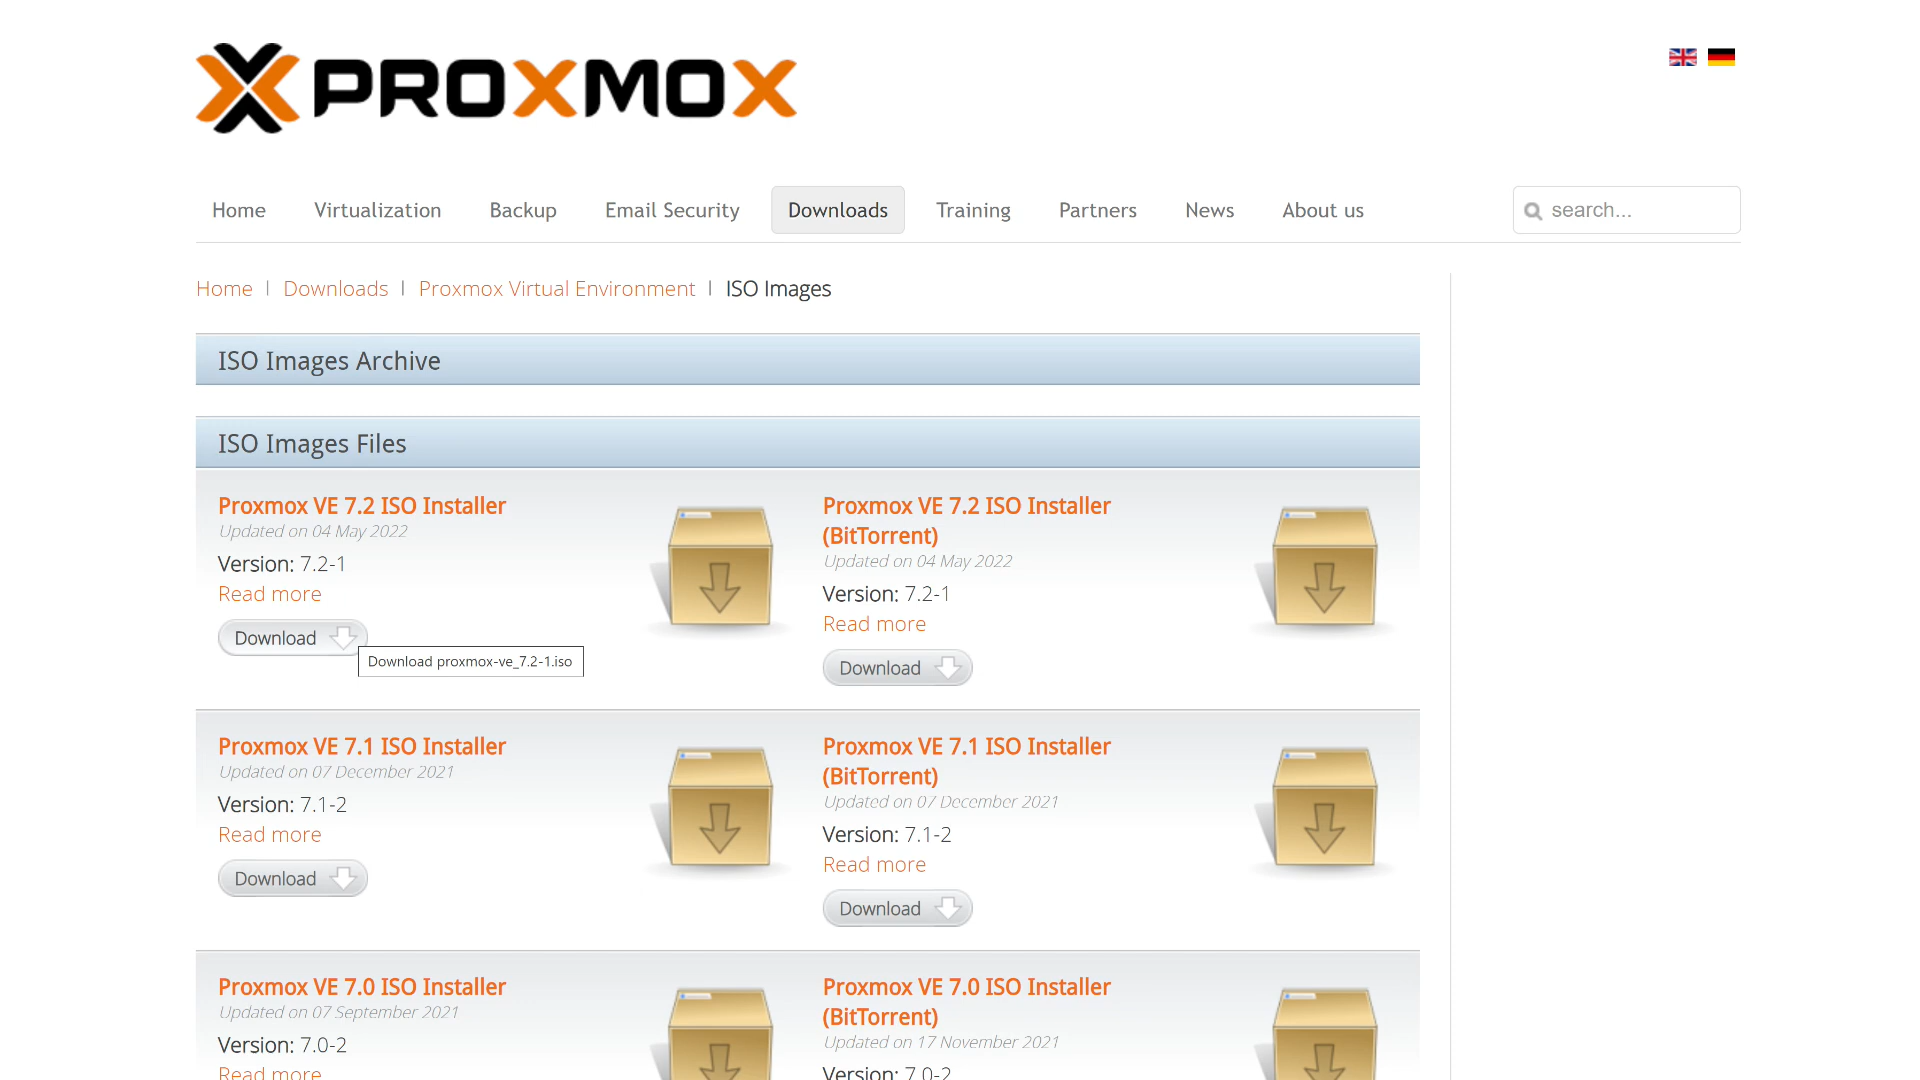 PROXMOX
Home Virtualization Backup Email Security Downloads Training Partners News About us search...
Home | Downloads | Proxmox Virtual Environment | ISO Images
ISO Images Archive
ISO Images Files
Proxmox VE 7.2 ISO Installer
Updated on 04 May 2022
Version: 7.2-1
Read more
Download
Download proxmox-ve_7.2-1.iso
Proxmox VE 7.2 ISO Installer
(BitTorrent)
Updated on 04 May 2022
Version: 7.2-1
Read more
Download
Proxmox VE 7.1 ISO Installer
Updated on 07 December 2021
Version: 7.1-2
Read more
Download
Proxmox VE 7.1 ISO Installer
(BitTorrent)
Updated on 07 December 2021
Version: 7.1-2
Read more
Download
Proxmox VE 7.0 ISO Installer
Updated on 07 September 2021
Version: 7.0-2
Read more
Proxmox VE 7.0 ISO Installer
(BitTorrent)
Updated on 17 November 2021
Version: 7.0-2